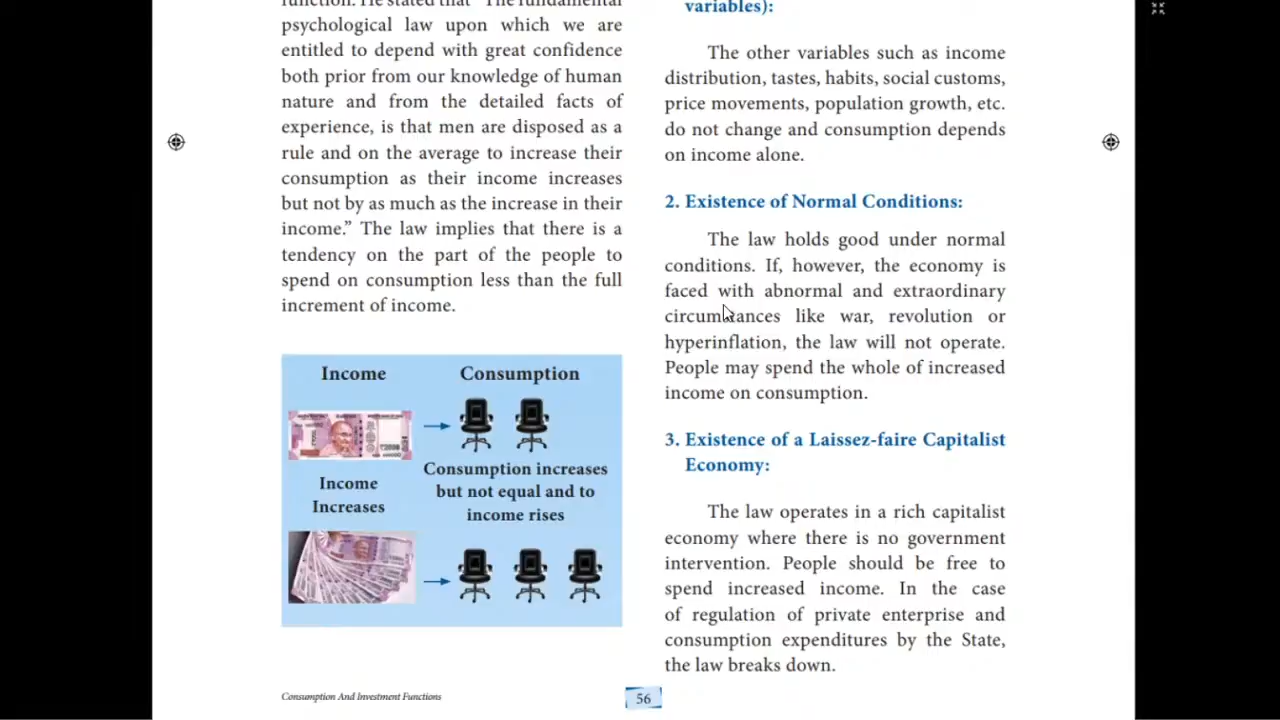 function. He stated that "The fundamental
psychological law upon which we are
entitled to depend with great confidence
both prior from our knowledge of human
nature and from the detailed facts of
experience, is that men are disposed as a
rule and on the average to increase their
consumption as their income increases
but not by as much as the increase in their
income.” The law implies that there is a
tendency on the part of the people to
spend on consumption less than the full
increment of income.
Income
Consumption
Consumption increases
but not equal and to
income rises
Income
Increases
Consumption And Investment Functions
variables):
The other variables such as income
distribution, tastes, habits, social customs,
price movements, population growth, etc.
do not change and consumption depends
on income alone.
2. Existence of Normal Conditions:
The law holds good under normal
conditions. If, however, the economy is
faced with abnormal and extraordinary
circumstances like war, revolution or
hyperinflation, the law will not operate.
People may spend the whole of increased
income on consumption.
3. Existence of a Laissez-faire Capitalist
Economy:
The law operates in a rich capitalist
economy where there is no government
intervention. People should be free to
spend increased income. In the case
of regulation of private enterprise and
consumption expenditures by the State,
the law breaks down.
56